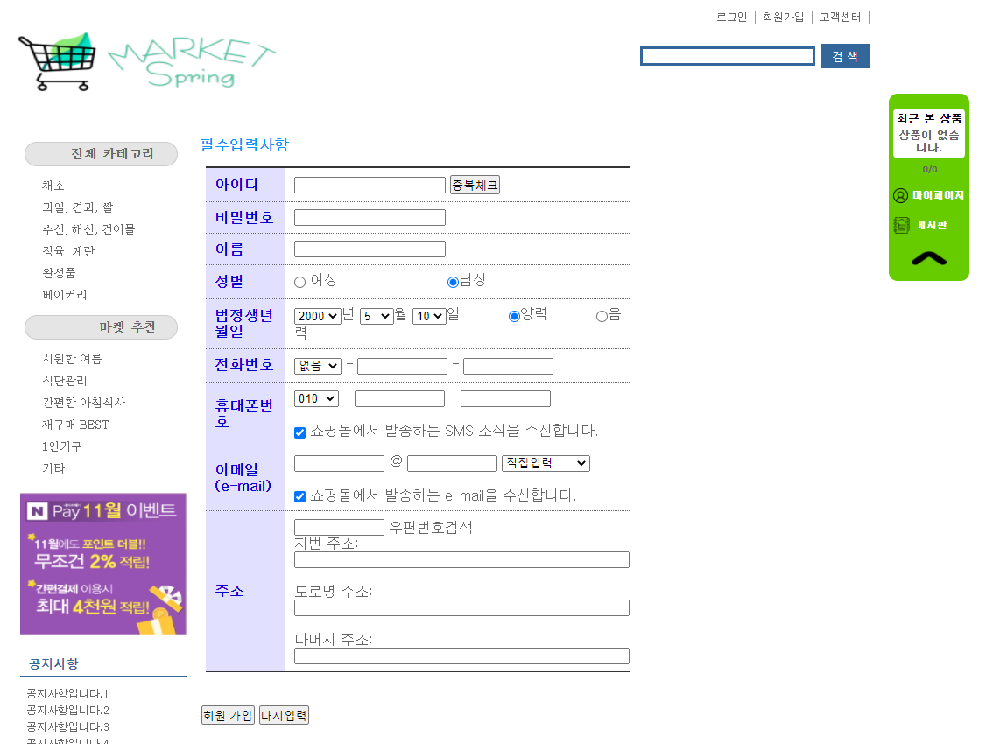 로그인 | 회원가입 | 고객센터 |
MARKET
Spring
검 색
최근 본 상품
상품이 없습
니다.
0/0
마이페이지
게시판
전체 카테고리
채소
과일, 견과, 쌀
수산, 해산, 건어물
정육, 계란
완성품
베이커리
마켓 추천
시원한 여름
식단관리
간편한 아침식사
재구매 BEST
1인가구
기타
N Pay 11월 이벤트
11월에도 포인트 더블!!
무조건 2% 적립!
간편결제 이용시
최대 4천원 적립!
공지사항
공지사항입니다.1
공지사항입니다.2
공지사항입니다.3
공지사항입니다.4
필수입력사항
아이디 중복체크
비밀번호
이름
성별 여성 남성
법정생년
월일
2000 년 5 월 10 일 양력 음
력
전화번호 없음 - -
휴대폰번
호
010 - -
쇼핑몰에서 발송하는 SMS 소식을 수신합니다.
이메일
(e-mail)
@ 직접입력
쇼핑몰에서 발송하는 e-mail을 수신합니다.
주소
우편번호검색
지번 주소:
도로명 주소:
나머지 주소:
회원 가입 다시입력